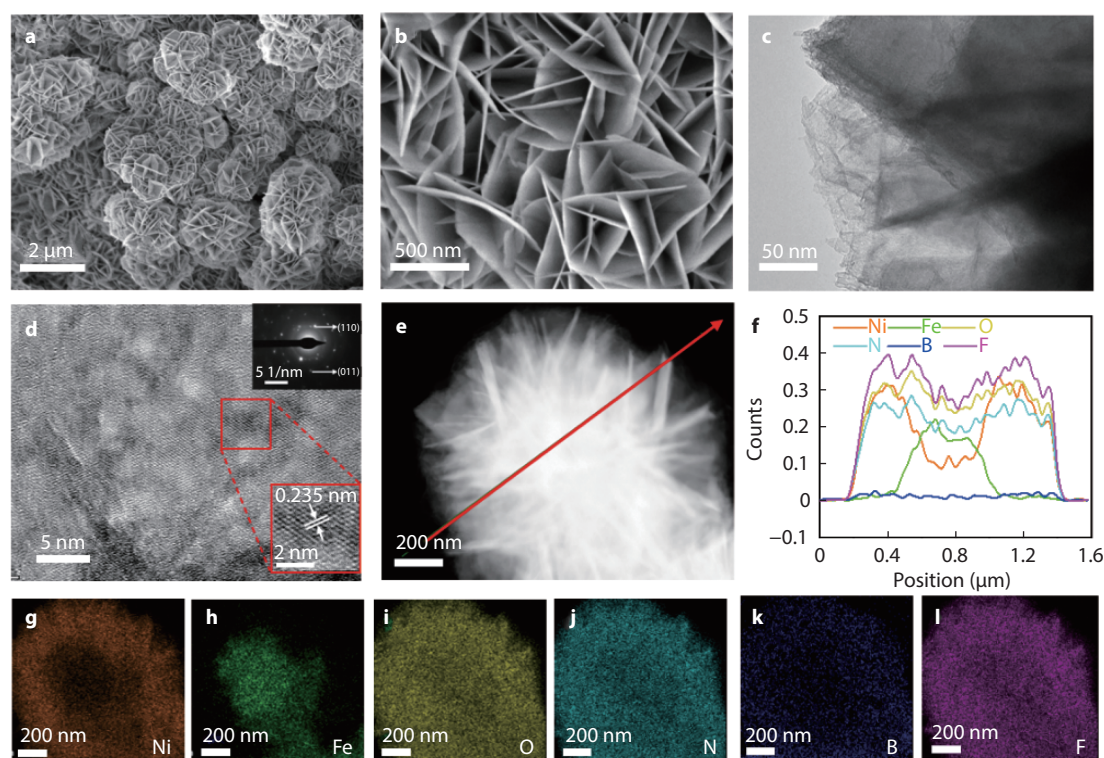 a
2 μm
b
500 nm
c
50 nm
d
(110)
5 1/nm
(011)
0.235 nm
2 nm
5 nm
e
200 nm
f
Ni Fe O
N B F
0.5
0.4
0.3
0.2
0.1
0
−0.1
Counts
0 0.4 0.8 1.2 1.6
Position (μm)
g
200 nm
Ni
h
200 nm
Fe
i
200 nm
O
j
200 nm
N
k
200 nm
B
l
200 nm
F